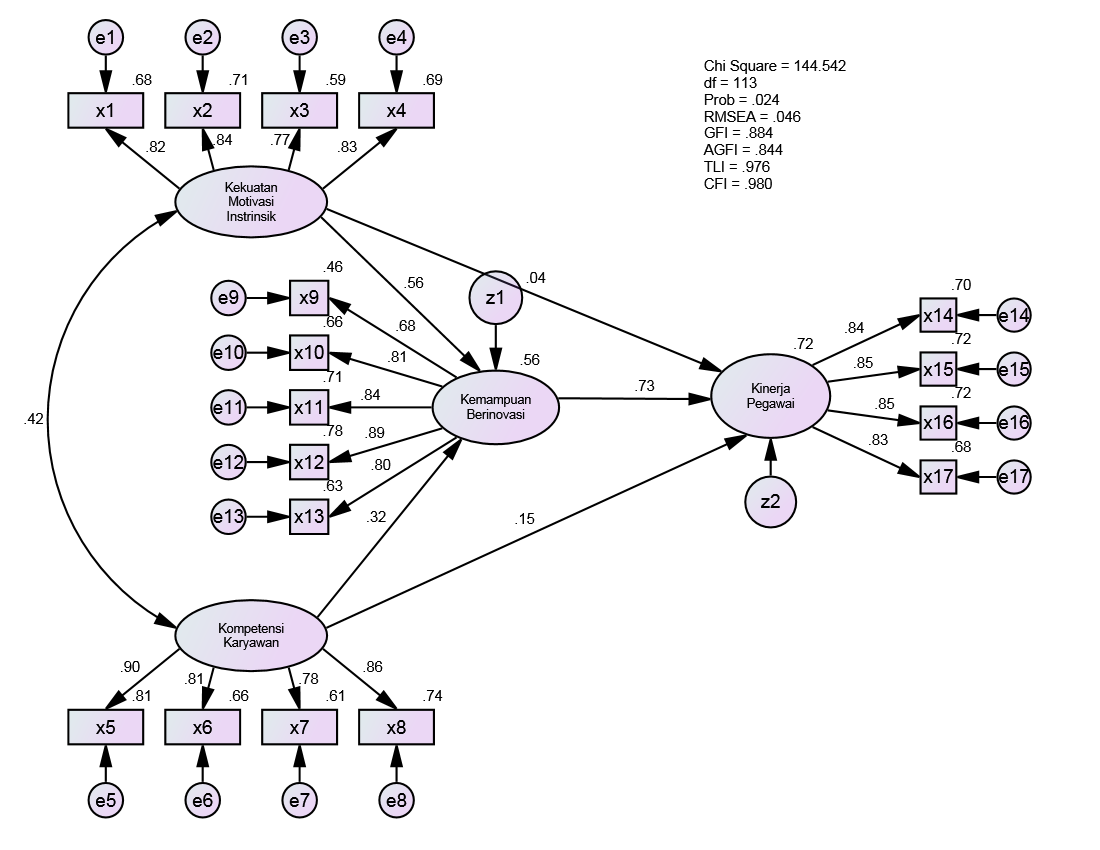 e1
e2
e3
e4
.68
.71
.59
.69
x1
x2
x3
x4
.82
.84
.77
.83
Chi Square = 144.542
df = 113
Prob = .024
RMSEA = .046
GFI = .884
AGFI = .844
TLI = .976
CFI = .980
Kekuatan
Motivasi
Instrinsik
.42
.56
.04
z1
.46
e9
x9
.68
.66
e10
x10
.81
.71
e11
x11
.84
.78
e12
x12
.89
.63
e13
x13
.80
.56
Kemampuan
Berinovasi
.73
.32
.15
.72
Kinerja
Pegawai
z2
.70
.84
x14
e14
.72
.85
x15
e15
.72
.85
x16
e16
.68
.83
x17
e17
Kompetensi
Karyawan
.90
.81
.78
.86
.81
.66
.61
.74
x5
x6
x7
x8
e5
e6
e7
e8